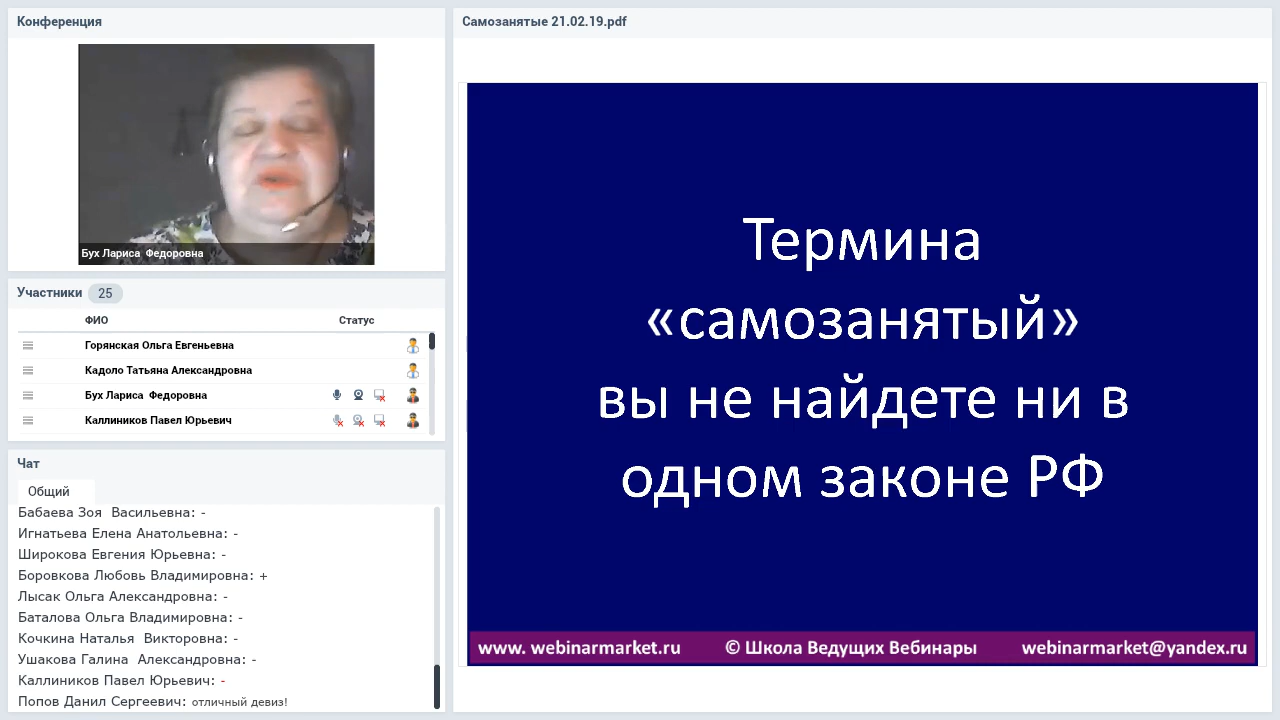 Конференция
Бух Лариса  Федоровна
Участники 25
ФИО Статус
Горянская Ольга Евгеньевна
Кадоло Татьяна Александровна
Бух Лариса  Федоровна
Каллиников Павел Юрьевич
Чат
Общий
Бабаева Зоя  Васильевна: -
Игнатьева Елена Анатольевна: -
Широкова Евгения Юрьевна: -
Боровкова Любовь Владимировна: +
Лысак Ольга Александровна: -
Баталова Ольга Владимировна: -
Кочкина Наталья  Викторовна: -
Ушакова Галина  Александровна: -
Каллиников Павел Юрьевич: -
Попов Данил Сергеевич: отличный девиз!
Самозанятые 21.02.19.pdf
Термина
«самозанятый»
вы не найдете ни в
одном законе РФ
www. webinarmarket.ru © Школа Ведущих Вебинары webinarmarket@yandex.ru